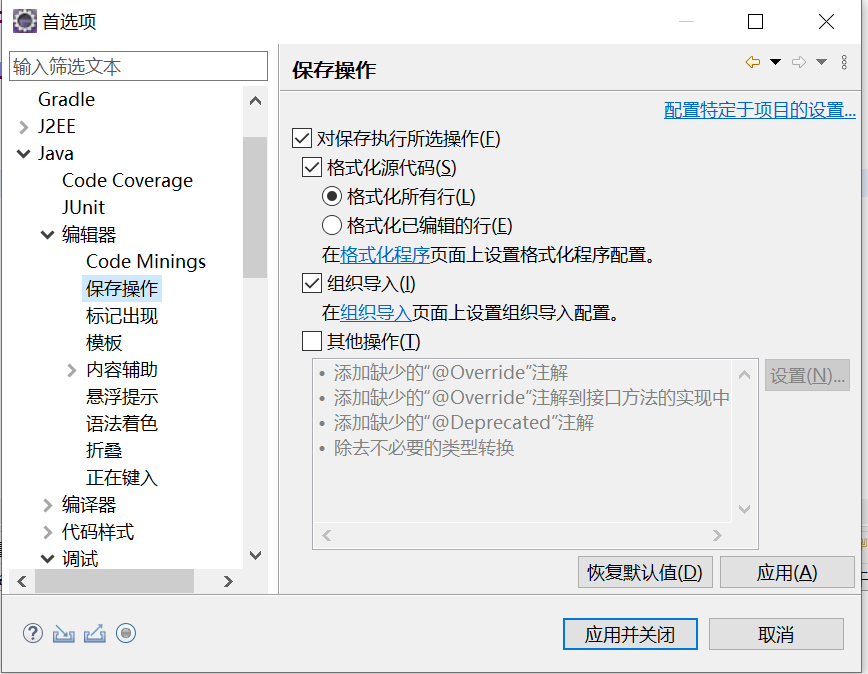 首选项
输入筛选文本
Gradle
J2EE
Java
Code Coverage
JUnit
编辑器
Code Minings
保存操作
标记出现
模板
内容辅助
悬浮提示
语法着色
折叠
正在键入
编译器
代码样式
调试
保存操作
配置特定于项目的设置...
对保存执行所选操作(F)
格式化源代码(S)
格式化所有行(L)
格式化已编辑的行(E)
在格式化程序页面上设置格式化程序配置。
组织导入(I)
在组织导入页面上设置组织导入配置。
其他操作(T)
• 添加缺少的“@Override”注解
• 添加缺少的“@Override”注解到接口方法的实现中
• 添加缺少的“@Deprecated”注解
• 除去不必要的类型转换
设置(N)...
恢复默认值(D)
应用(A)
应用并关闭
取消